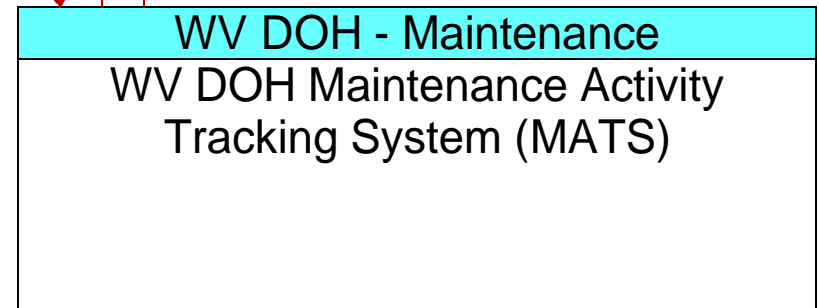 WV DOH - Maintenance
WV DOH Maintenance Activity
Tracking System (MATS)